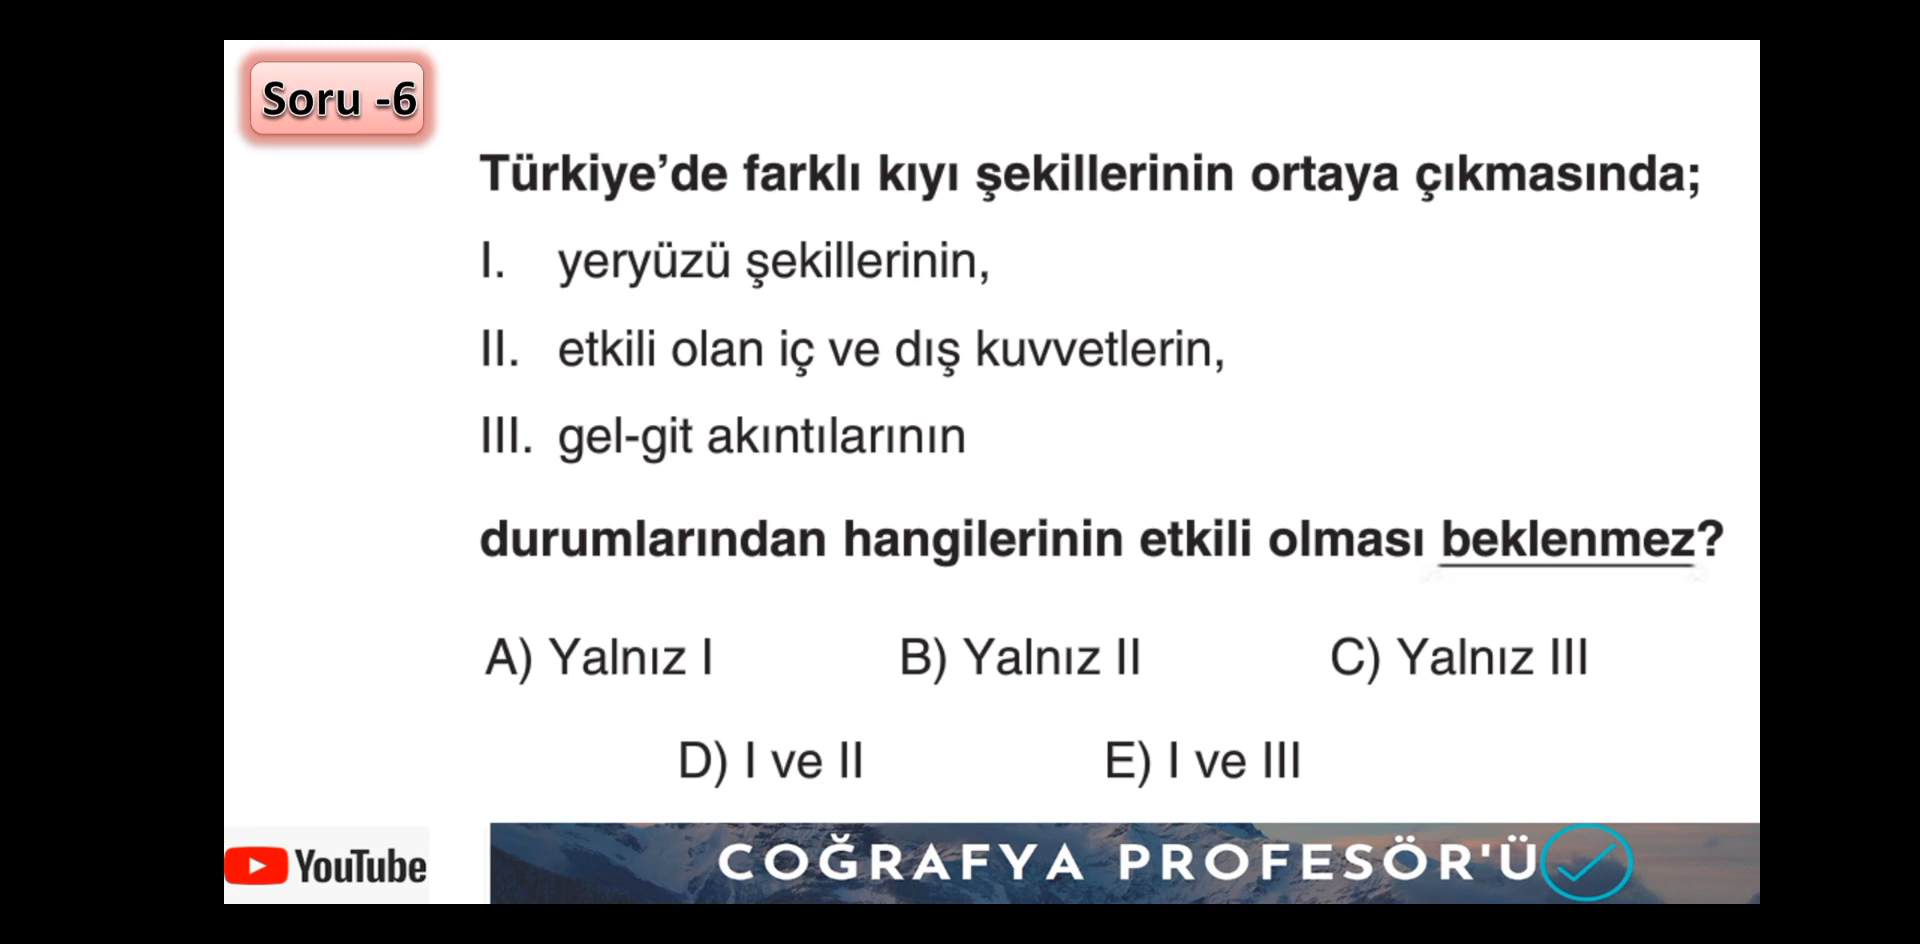 Soru -6
Türkiye’de farklı kıyı şekillerinin ortaya çıkmasında;
I. yeryüzü şekillerinin,
II. etkili olan iç ve dış kuvvetlerin,
III. gel-git akıntılarının
durumlarından hangilerinin etkili olması beklenmez?
A) Yalnız I B) Yalnız II C) Yalnız III
D) I ve II E) I ve III
YouTube COĞRAFYA PROFESÖR'Ü